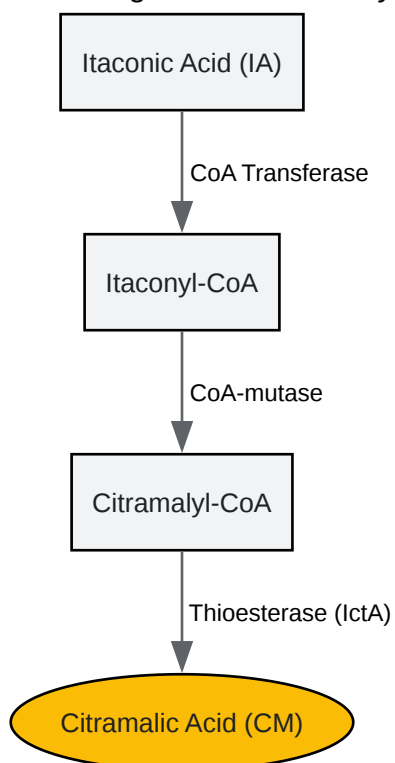 Itaconic Acid (IA)
CoA Transferase
Itaconyl-CoA
CoA-mutase
Citramalyl-CoA
Thioesterase (IctA)
Citramalic Acid (CM)